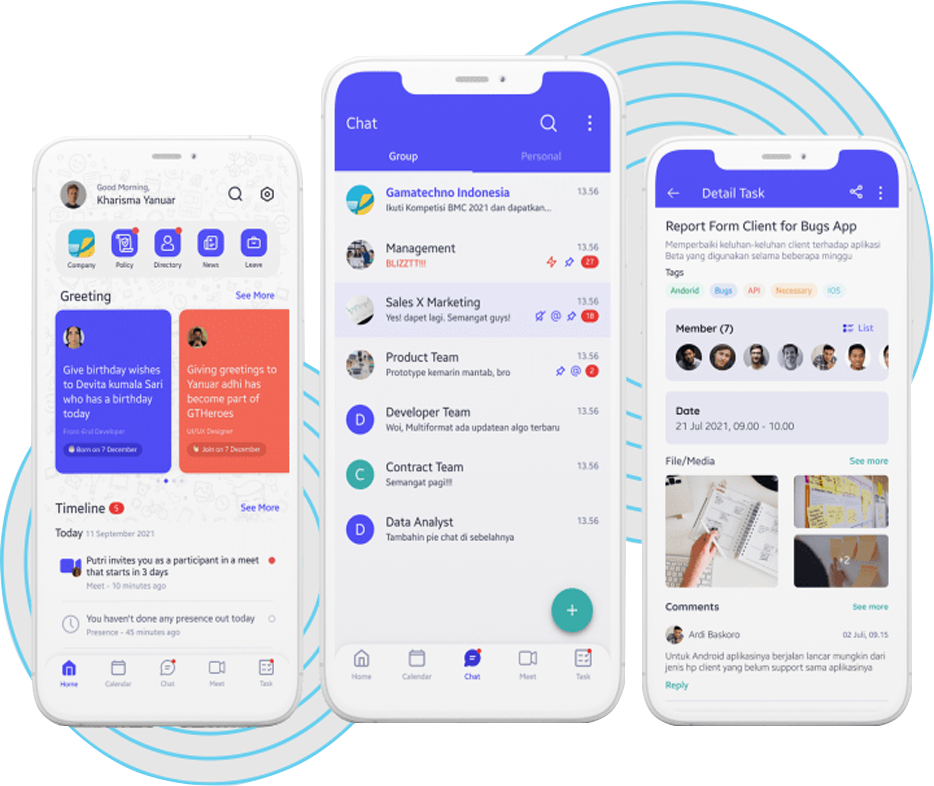 Good Morning,
Kharisma Yanuar
Company
Policy
Directory
News
Leave
Greeting
See More
Give birthday wishes
to Devita kumala Sari
who has a birthday
today
From Erul Developer
Born on 7 December
Giving greetings to
Yanuar adhi has
become part of
GTHeroes
UI/UX Designer
Join on 7 December
Timeline
5
See More
Today
11 September 2021
Putri invites you as a participant in a meet
that starts in 3 days
Meet - 10 minutes ago
You haven't done any presence out today
Presence - 45 minutes ago
Home
Calendar
Chat
Meet
Task
Chat
Group
Personal
Gamatechno Indonesia
13.56
Ikuti Kompetisi BMC 2021 dan dapatkan...
Management
13.56
BLIZZTT!!!
27
Sales X Marketing
13.56
Yes! dapet lagi. Semangat guys!
18
Product Team
13.56
Prototype kemarin mantab, bro
2
D
Developer Team
13.56
Woi, Multiformat ada updatean algo terbaru
C
Contract Team
13.56
Semangat pagi!!!
D
Data Analyst
13.56
Tambahin pie chat di sebelahnya
Home
Calendar
Chat
Meet
Task
Detail Task
Report Form Client for Bugs App
Memperbaiki keluhan-keluhan client terhadap aplikasi
Beta yang digunakan selama beberapa minggu
Tags
Andorid
Bugs
API
Necessary
IOS
Member (7)
List
Date
21 Jul 2021, 09.00 - 10.00
File/Media
See more
+2
Comments
See more
Ardi Baskoro
02 Juli, 09.15
Untuk Android aplikasinya berjalan lancar mungkin dari
jenis hp client yang belum support sama aplikasinya
Reply